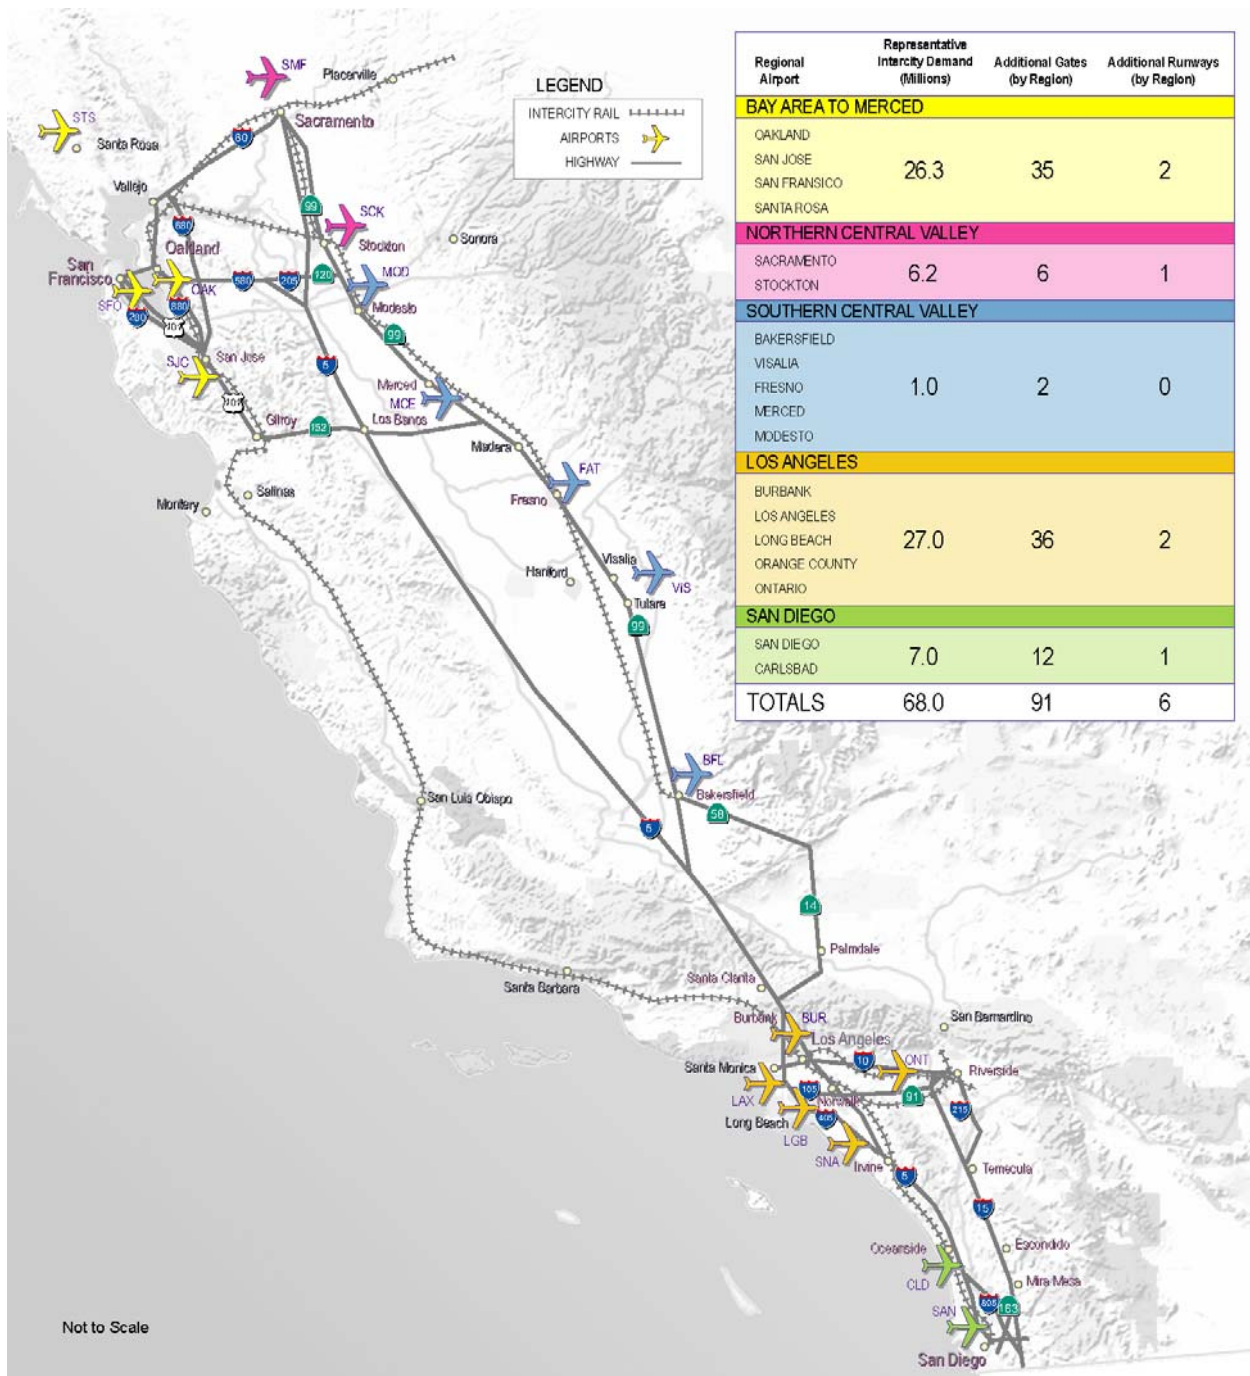 SMF
Placerville
STS
Santa Rosa
80
Sacramento
Vallejo
99
SCK
680
Stockton
Sonora
Oakland
San
Francisco
MOD
580
205
120
SFO
OAK
880
280
101
Modesto
99
SJC
San Jose
5
Merced
MCE
101
Gilroy
152
Los Banos
Madera
FAT
Fresno
Salinas
Montery
Visalia
Hanford
VIS
Tulare
99
BFL
Bakersfield
58
San Luis Obispo
5
14
Palmdale
Santa Clarita
Santa Barbara
Burbank
BUR
San Bernardino
Los Angeles
Santa Monica
10
ONT
Riverside
LAX
105
Norwalk
91
215
Long Beach
405
LGB
SNA
Irvine
5
Temecula
15
Oceanside
Escondido
CLD
Mira Mesa
SAN
805
163
San Diego
Not to Scale
LEGEND
INTERCITY RAIL
AIRPORTS
HIGHWAY
Regional Airport Representative Intercity Demand (Millions) Additional Gates (by Region) Additional Runways (by Region)
BAY AREA TO MERCED
OAKLAND
SAN JOSE
SAN FRANSICO
SANTA ROSA
26.3 35 2
NORTHERN CENTRAL VALLEY
SACRAMENTO
STOCKTON
6.2 6 1
SOUTHERN CENTRAL VALLEY
BAKERSFIELD
VISALIA
FRESNO
MERCED
MODESTO
1.0 2 0
LOS ANGELES
BURBANK
LOS ANGELES
LONG BEACH
ORANGE COUNTY
ONTARIO
27.0 36 2
SAN DIEGO
SAN DIEGO
CARLSBAD
7.0 12 1
TOTALS 68.0 91 6